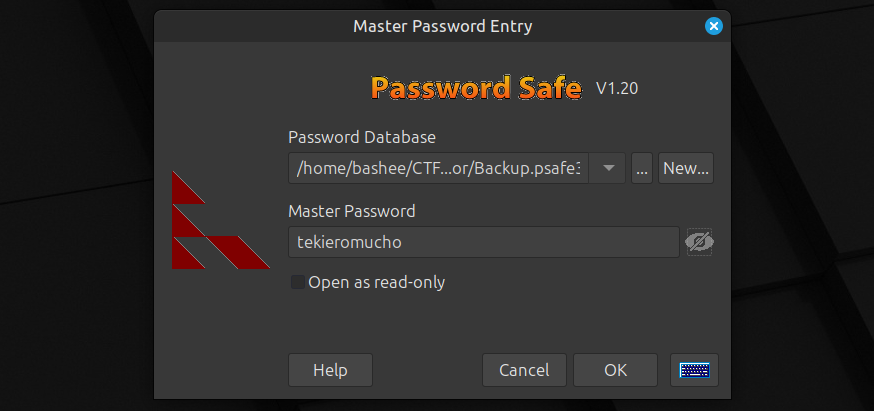 Master Password Entry
Password Safe V1.20
Password Database
/home/bashee/CTF...or/Backup.psafe3
... New...
Master Password
tekieromucho
Open as read-only
Help Cancel OK